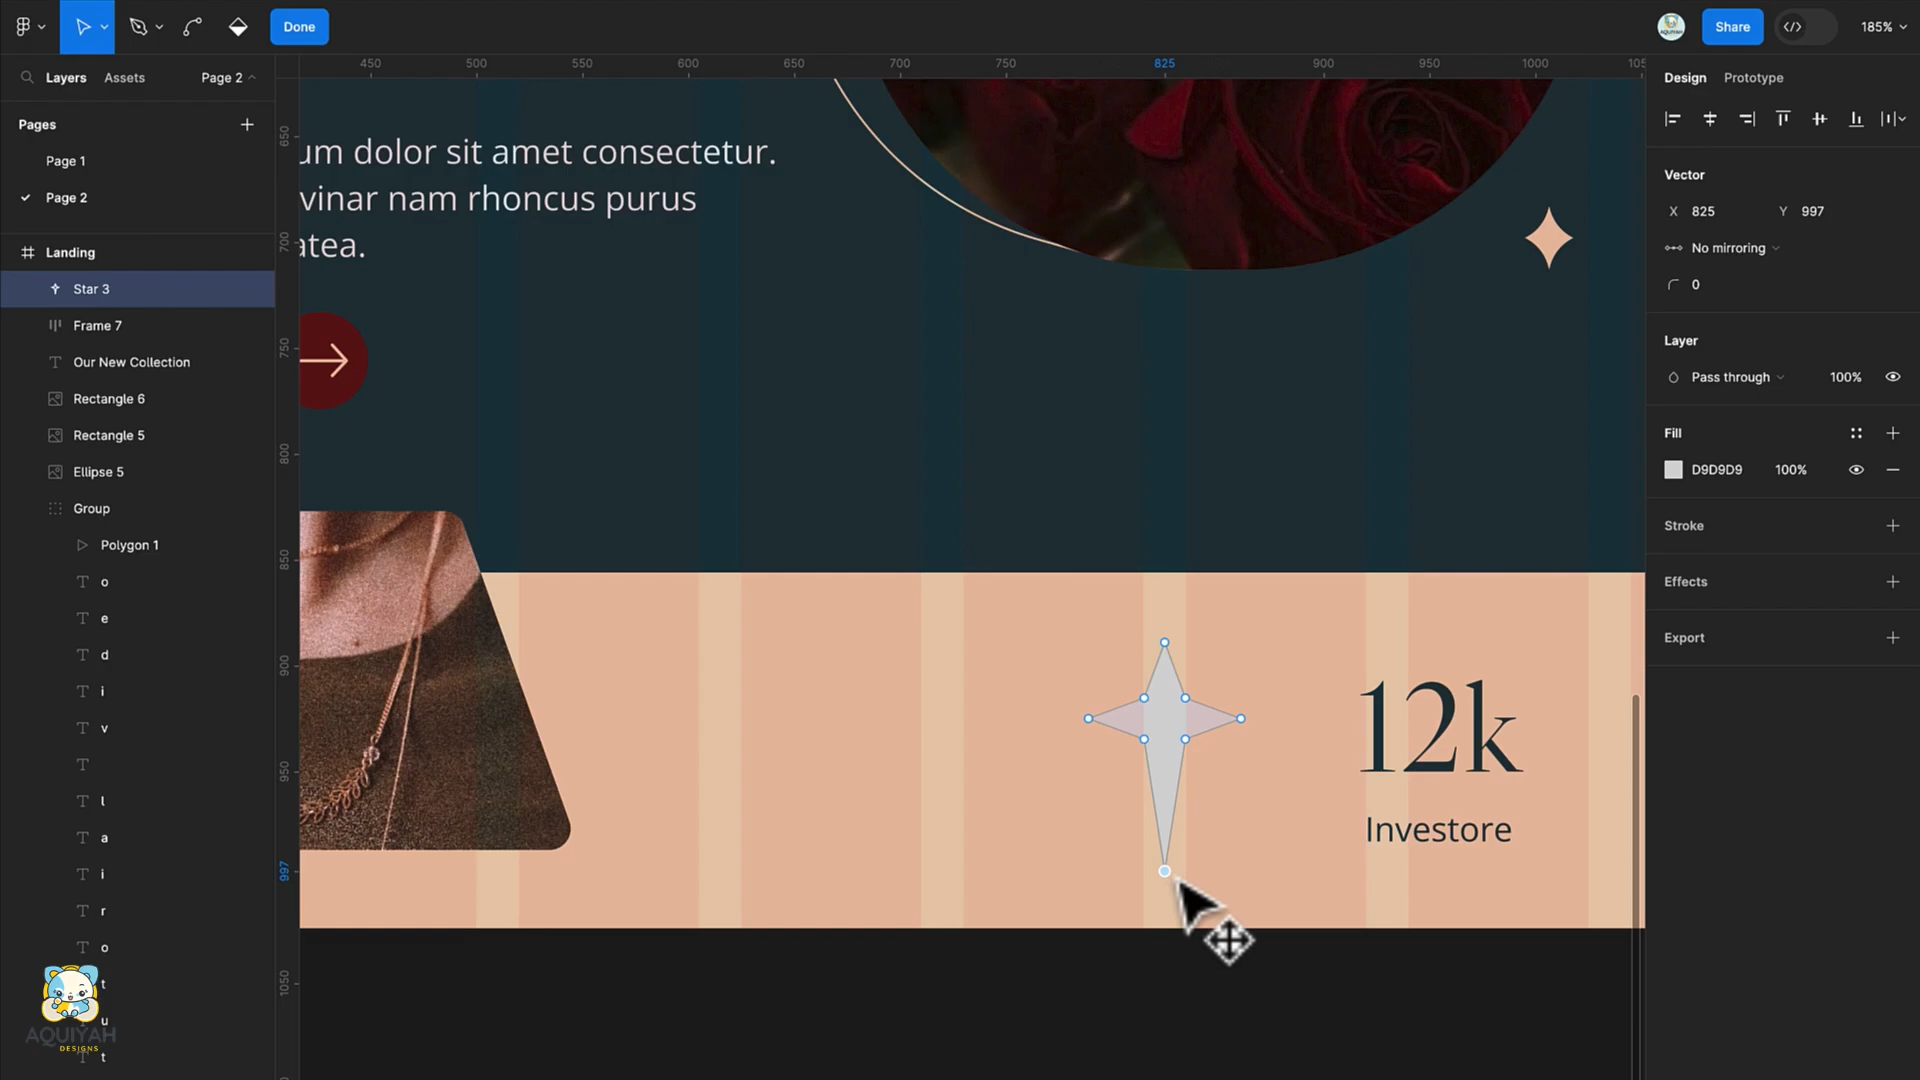 Done
Share
185%
Layers
Assets
Page 2
450
500
550
600
650
700
750
825
900
950
1000
105
Design
Prototype
Pages
Page 1
Page 2
Landing
Star 3
Frame 7
Our New Collection
Rectangle 6
Rectangle 5
Ellipse 5
Group
Polygon 1
o
e
d
i
v
l
a
i
r
o
t
u
t
AQUIYAH
DESIGNS
650
700
750
800
850
900
950
997
1050
um dolor sit amet consectetur.
vinar nam rhoncus purus
atea.
12k
Investore
Vector
X 825
Y 997
No mirroring
0
Layer
Pass through
100%
Fill
D9D9D9
100%
Stroke
Effects
Export